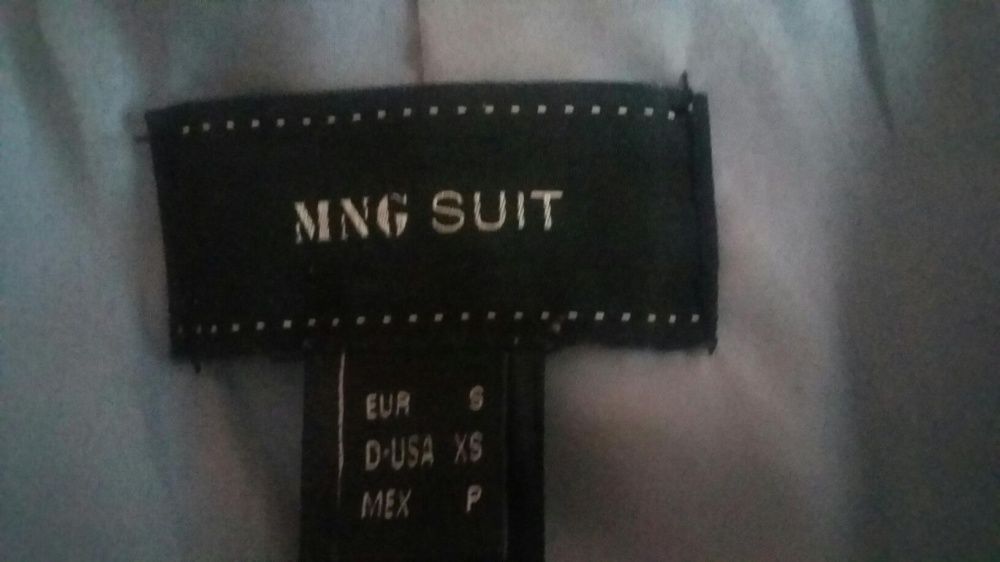 MNG SUIT
EUR S
D·USA XS
MEX P